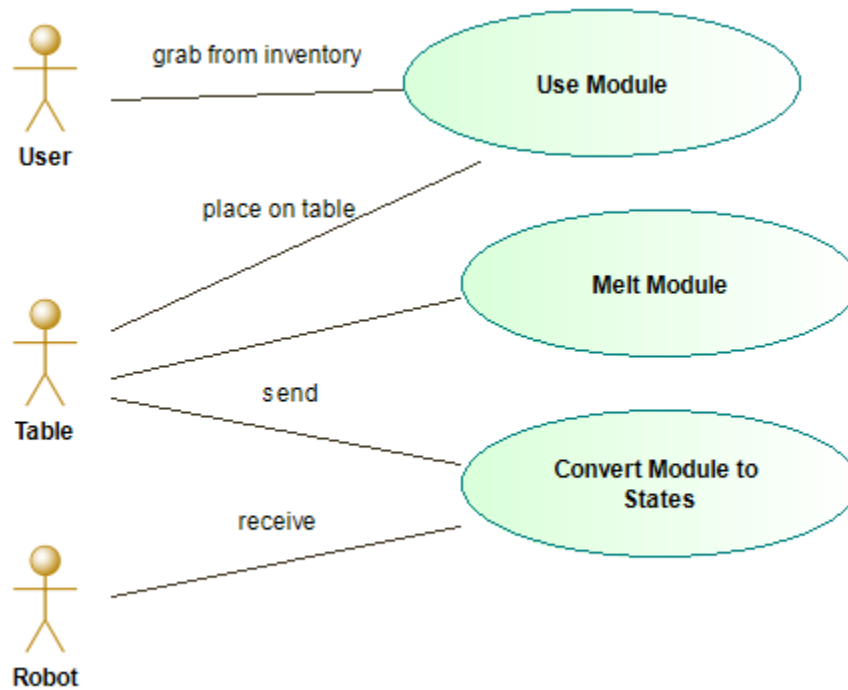 grab from inventory
Use Module
User
place on table
Melt Module
send
Table
Convert Module to
States
receive
Robot